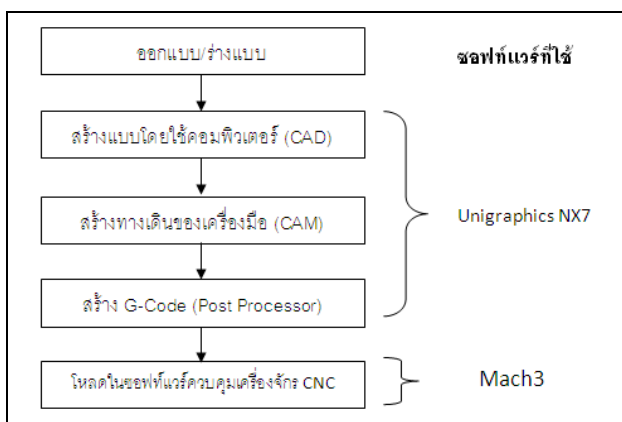 ออกแบบ/ร่างแบบ
ซอฟท์แวร์ที่ใช้
สร้างแบบโดยใช้คอมพิวเตอร์ (CAD)
สร้างทางเดินของเครื่องมือ (CAM)
Unigraphics NX7
สร้าง G-Code (Post Processor)
โหลดในซอฟท์แวร์ควบคุมเครื่องจักร CNC
Mach3